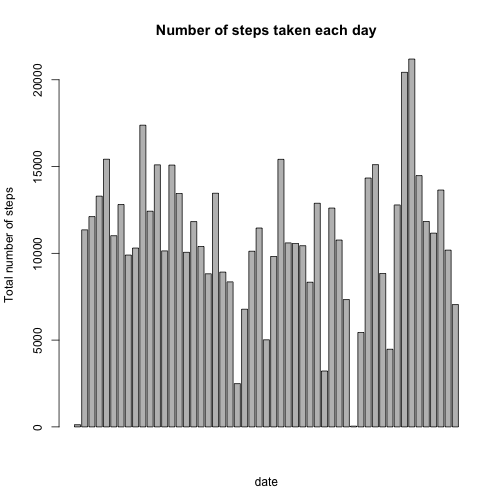 Number of steps taken each day
Total number of steps
20000
15000
10000
5000
0
date